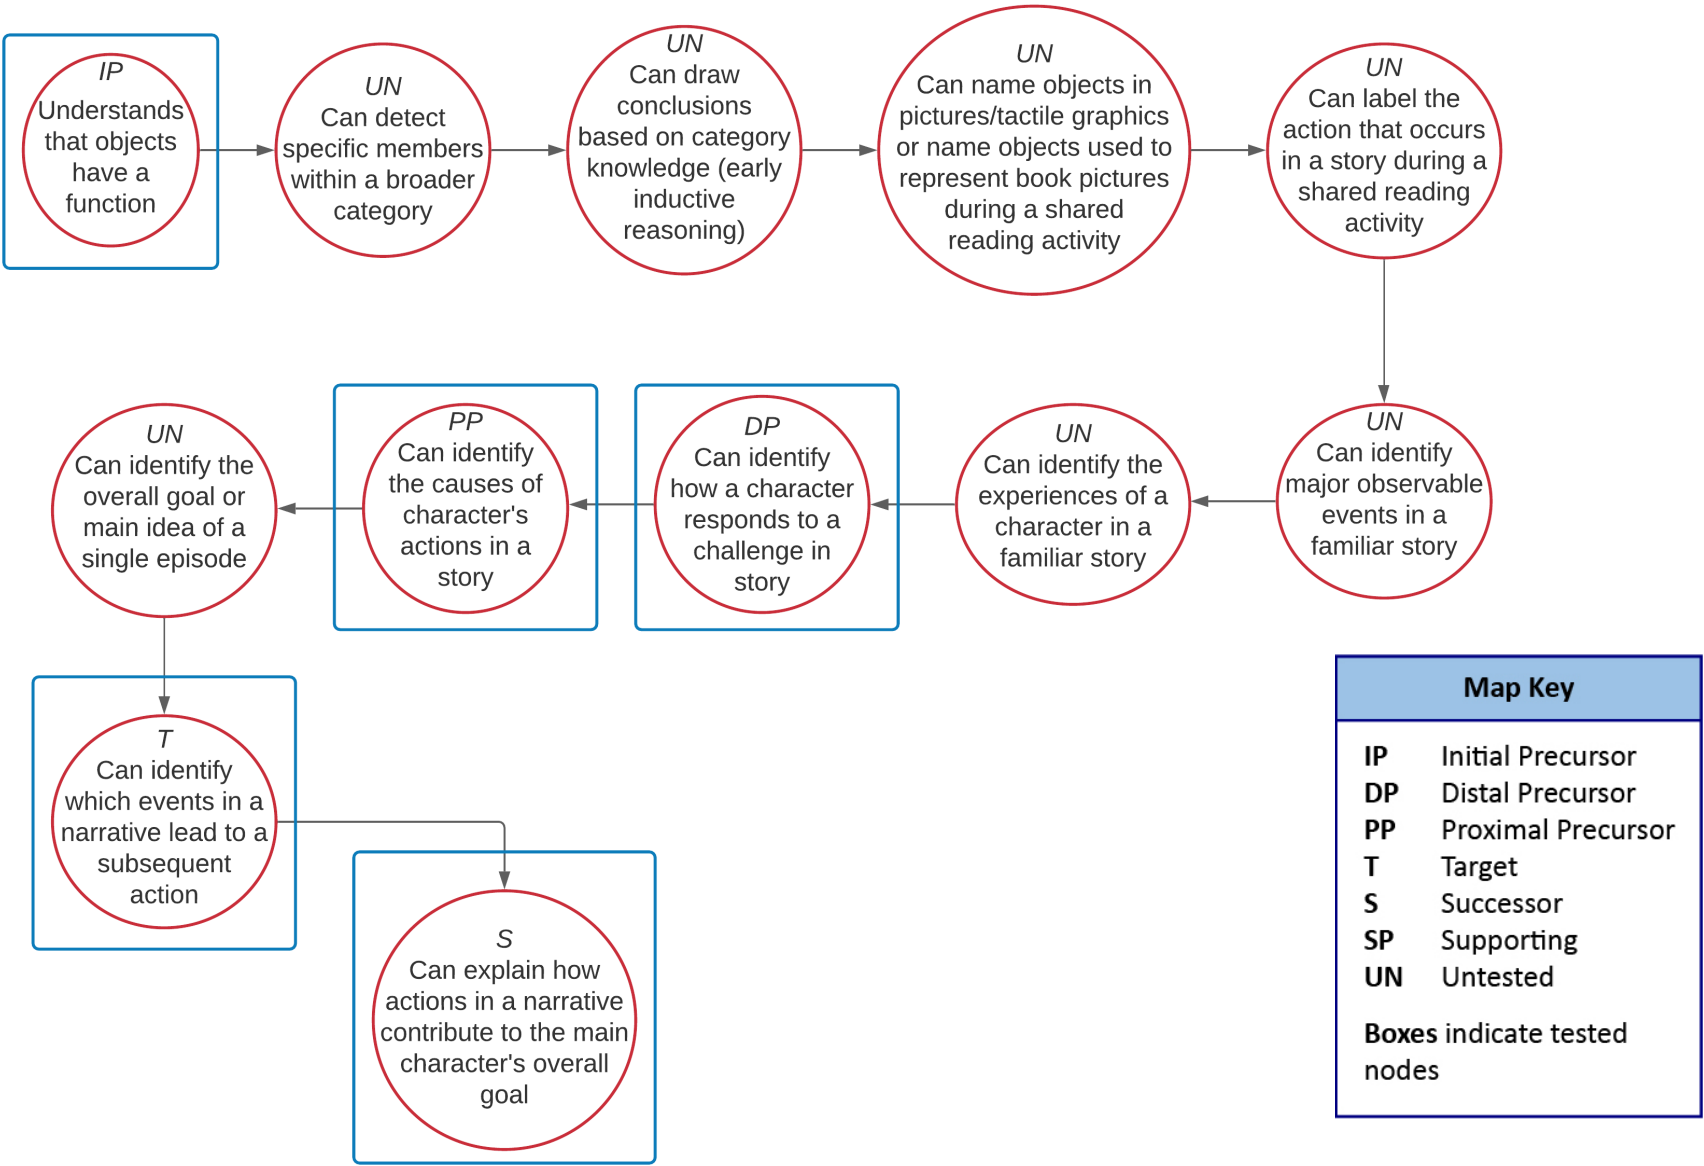 IP
Understands
that objects
have a
function
UN
Can detect
specific members
within a broader
category
UN
Can draw
conclusions
based on category
knowledge (early
inductive
reasoning)
UN
Can name objects in
pictures/tactile graphics
or name objects used to
represent book pictures
during a shared
reading activity
UN
Can label the
action that occurs
in a story during a
shared reading
activity
UN
Can identify
major observable
events in a
familiar story
UN
Can identify the
experiences of a
character in a
familiar story
DP
Can identify
how a character
responds to a
challenge in
story
PP
Can identify
the causes of
character's
actions in a
story
UN
Can identify the
overall goal or
main idea of a
single episode
T
Can identify
which events in a
narrative lead to a
subsequent
action
S
Can explain how
actions in a narrative
contribute to the main
character's overall
goal
Map Key
IP Initial Precursor
DP Distal Precursor
PP Proximal Precursor
T Target
S Successor
SP Supporting
UN Untested
Boxes indicate tested
nodes